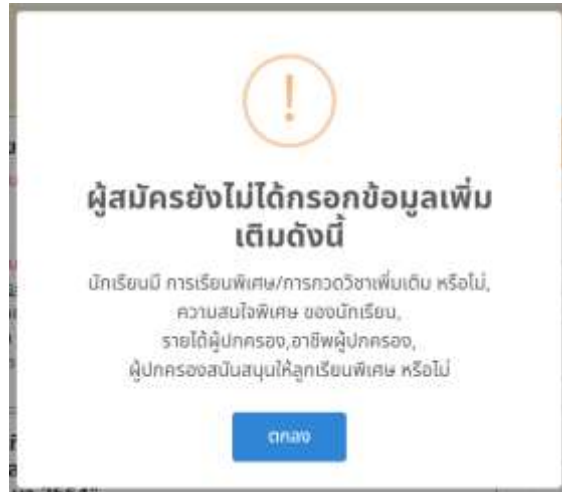 !
ผู้สมัครยังไม่ได้กรอกข้อมูลเพิ่ม
เติมดังนี้
นักเรียนมี การเรียนพิเศษ/การกวดวิชาเพิ่มเติม หรือไม่,
ความสนใจพิเศษ ของนักเรียน,
รายได้ผู้ปกครอง,อาชีพผู้ปกครอง,
ผู้ปกครองสนับสนุนให้ลูกเรียนพิเศษ หรือไม่
ตกลง